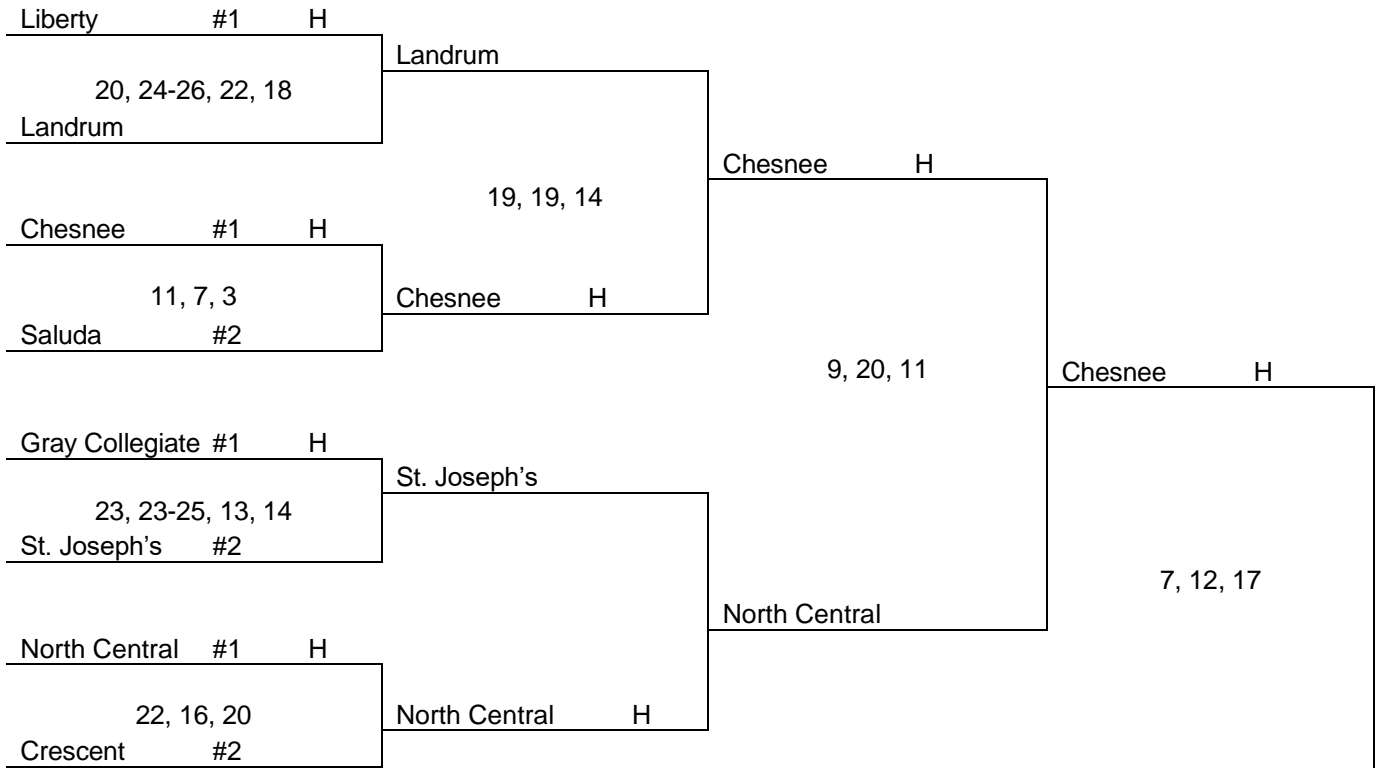 Liberty #1 H
Landrum
20, 24-26, 22, 18
Landrum
Chesnee H
19, 19, 14
Chesnee #1 H
11, 7, 3
Chesnee H
Saluda #2
9, 20, 11
Chesnee H
Gray Collegiate #1 H
St. Joseph’s
23, 23-25, 13, 14
St. Joseph’s #2
7, 12, 17
North Central
North Central #1 H
22, 16, 20
North Central H
Crescent #2